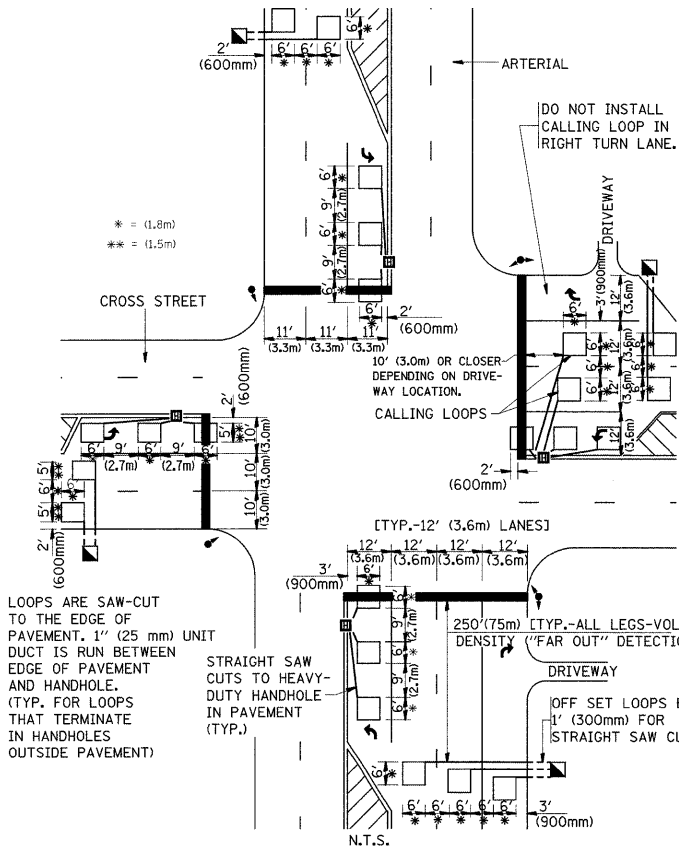 6'
✱
2'
(600mm)
6' 6' 6'
✱ ✱ ✱
ARTERIAL
DO NOT INSTALL
CALLING LOOP IN
RIGHT TURN LANE.
DRIVEWAY
✱ = (1.8m)
✱✱ = (1.5m)
6'
✱
9'
(2.7m)
6'
✱
9'
(2.7m)
6'
✱
6'
✱
2'
(600mm)
11' 11' 11'
(3.3m) (3.3m) (3.3m)
CROSS STREET
3'(900mm)
12'
(3.6m)
6'
✱
6' 6' 6'
12'
(3.6m)
12'
(3.6m)
12'
(3.6m)
10' (3.0m) OR CLOSER
DEPENDING ON DRIVE-
WAY LOCATION.
CALLING LOOPS
2'
(600mm)
2'
(600mm)
5'
✱✱
10'
(3.0m)
10'
(3.0m)
10'
(3.0m)
6' 9' 6' 9' 6'
✱ (2.7m) ✱ (2.7m) ✱
5'
✱✱
6'
✱
5'
✱✱
6'
✱
2'
(600mm)
[TYP.-12' (3.6m) LANES]
12' 12' 12' 12'
(3.6m) (3.6m) (3.6m) (3.6m)
3'
(900mm)
6'
✱
6'
✱
9'
(2.7m)
6'
✱
9'
(2.7m)
6'
✱
LOOPS ARE SAW-CUT
TO THE EDGE OF
PAVEMENT. 1" (25 mm) UNIT
DUCT IS RUN BETWEEN
EDGE OF PAVEMENT
AND HANDHOLE.
(TYP. FOR LOOPS
THAT TERMINATE
IN HANDHOLES
OUTSIDE PAVEMENT)
STRAIGHT SAW
CUTS TO HEAVY-
DUTY HANDHOLE
IN PAVEMENT
(TYP.)
250'(75m) [TYP.-ALL LEGS-VOL
DENSITY ("FAR OUT" DETECTIO
DRIVEWAY
OFF SET LOOPS
1' (300mm) FOR
STRAIGHT SAW CU
6'
✱
6' 6' 6' 6' 6'
✱ ✱ ✱ ✱ ✱
3'
(900mm)
N.T.S.